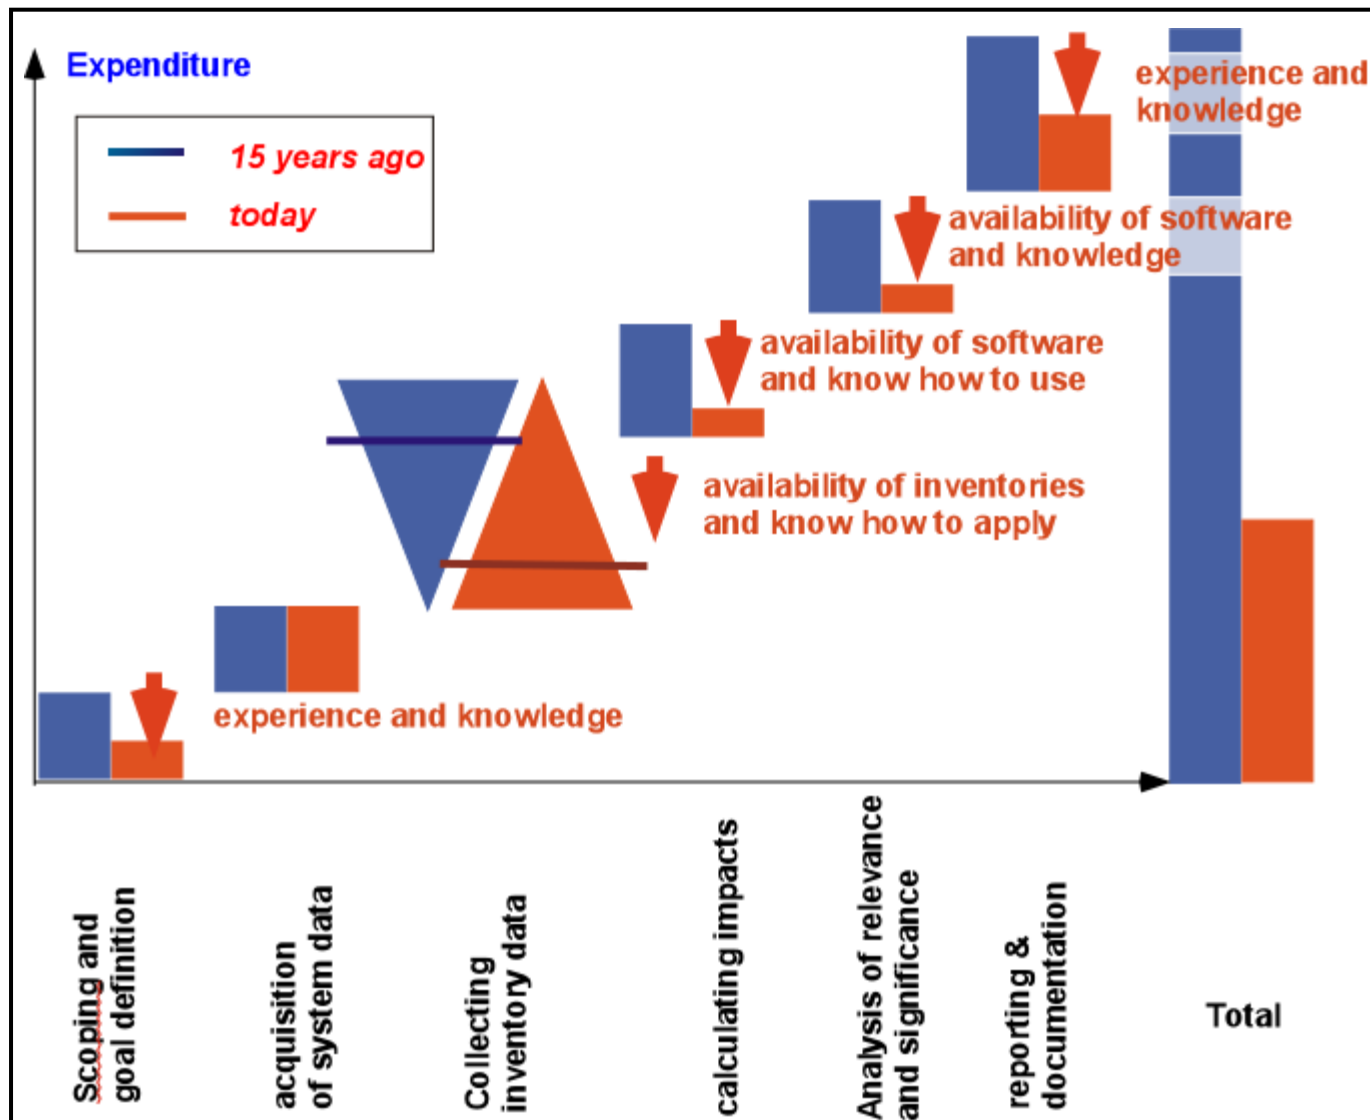 Expenditure
15 years ago
today
experience and
knowledge
availability of software
and knowledge
availability of software
and know how to use
availability of inventories
and know how to apply
experience and knowledge
Scoping and
goal definition
acquisition
of system data
Collecting
inventory data
calculating impacts
Analysis of relevance
and significance
reporting &
documentation
Total